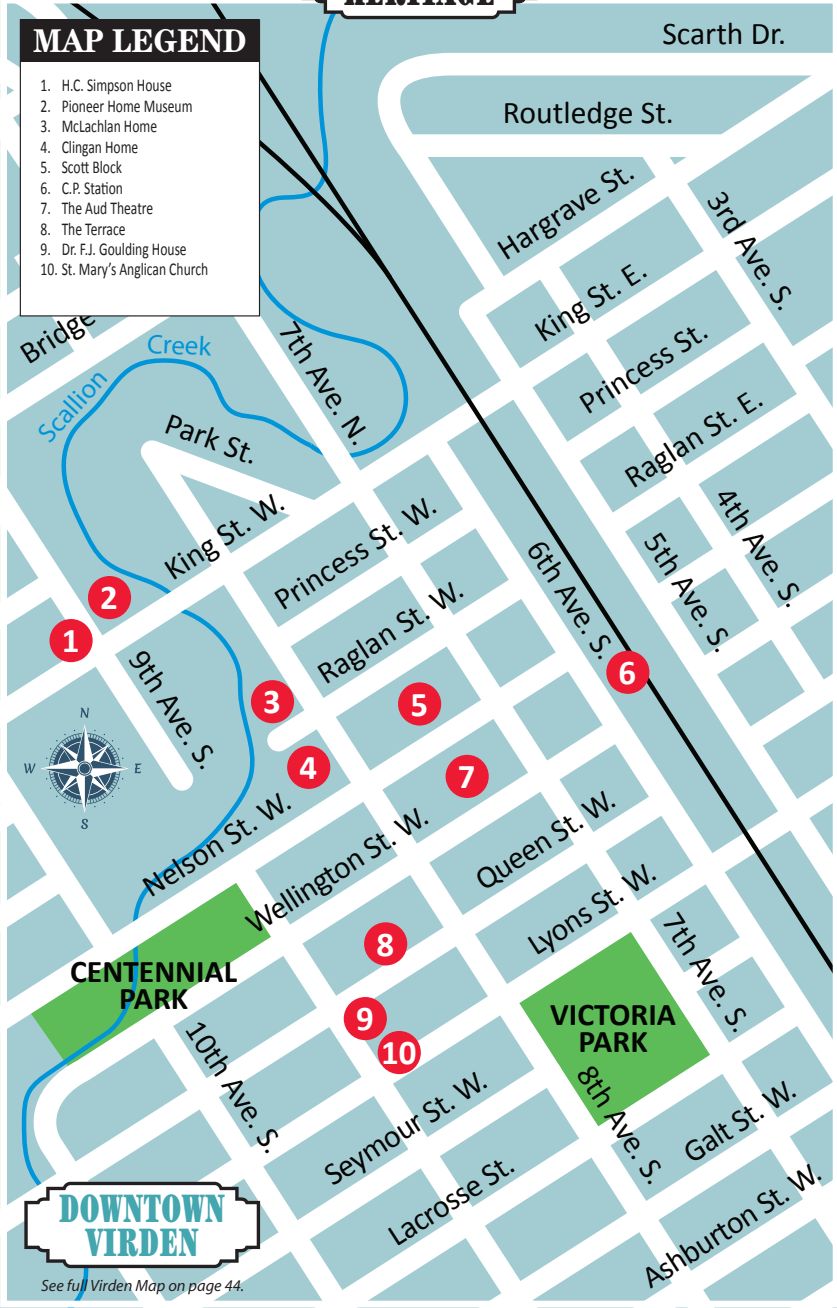 HERITAGE
MAP LEGEND
1. H.C. Simpson House
2. Pioneer Home Museum
3. McLachlan Home
4. Clingan Home
5. Scott Block
6. C.P. Station
7. The Aud Theatre
8. The Terrace
9. Dr. F.J. Goulding House
10. St. Mary's Anglican Church
Scarth Dr.
Routledge St.
Hargrave St.
3rd Ave. S.
King St. E.
Bridge
Scallion
Creek
7th Ave. N.
Princess St.
Park St.
Raglan St. E.
King St. W.
Princess St. W.
4th Ave. S.
5th Ave. S.
6th Ave. S.
Raglan St. W.
2
1
9th Ave. S.
3
5
6
N
W
E
S
4
7
Nelson St. W.
Wellington St. W.
Queen St. W.
Lyons St. W.
8
7th Ave. S.
CENTENNIAL
PARK
9
10
VICTORIA
PARK
10th Ave. S.
8th Ave. S.
Seymour St. W.
Galt St. W.
Lacrosse St.
Ashburton St. W.
DOWNTOWN
VIRDEN
See full Virden Map on page 44.